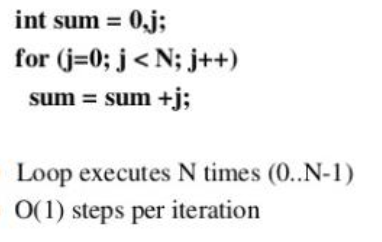 int sum = 0,j;
for (j=0; j < N; j++)
sum = sum +j;
Loop executes N times (0..N-1)
O(1) steps per iteration